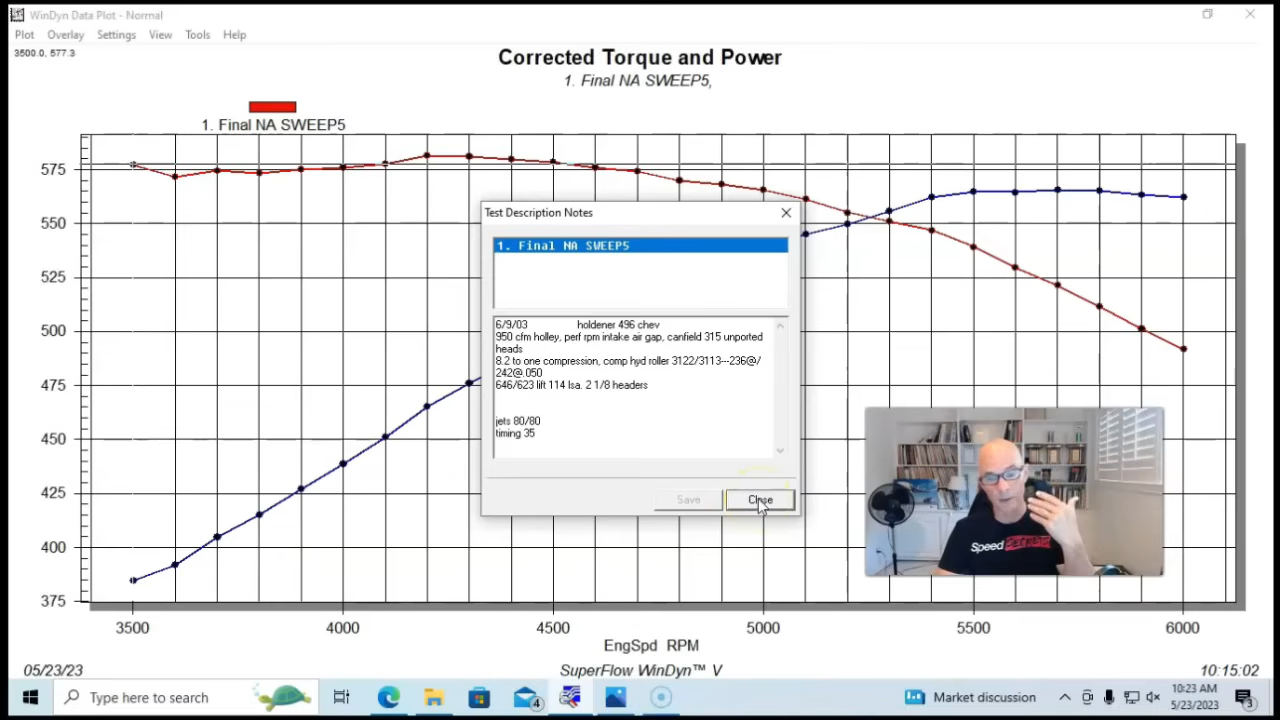 WinDyn Data Plot - Normal
Plot Overlay Settings View Tools Help
3500.0, 577.3
Corrected Torque and Power
1. Final NA SWEEP5,
1. Final NA SWEEP5
575
550
525
500
475
450
425
400
375
3500 4000 4500 5000 5500 6000
EngSpd RPM
Test Description Notes
1. Final NA SWEEP5
6/9/03 holdener 496 chev
950 cfm holley, perf rpm intake air gap, canfield 315 unported
heads
8.2 to one compression, comp hyd roller 3122/3113---236@/
242@.050
646/623 lift 114 lsa. 2 1/8 headers
jets 80/80
timing 35
Save Close
Speed
05/23/23 SuperFlow WinDyn™ V 10:15:02
Type here to search
4
Market discussion
10:23 AM
5/23/2023
3